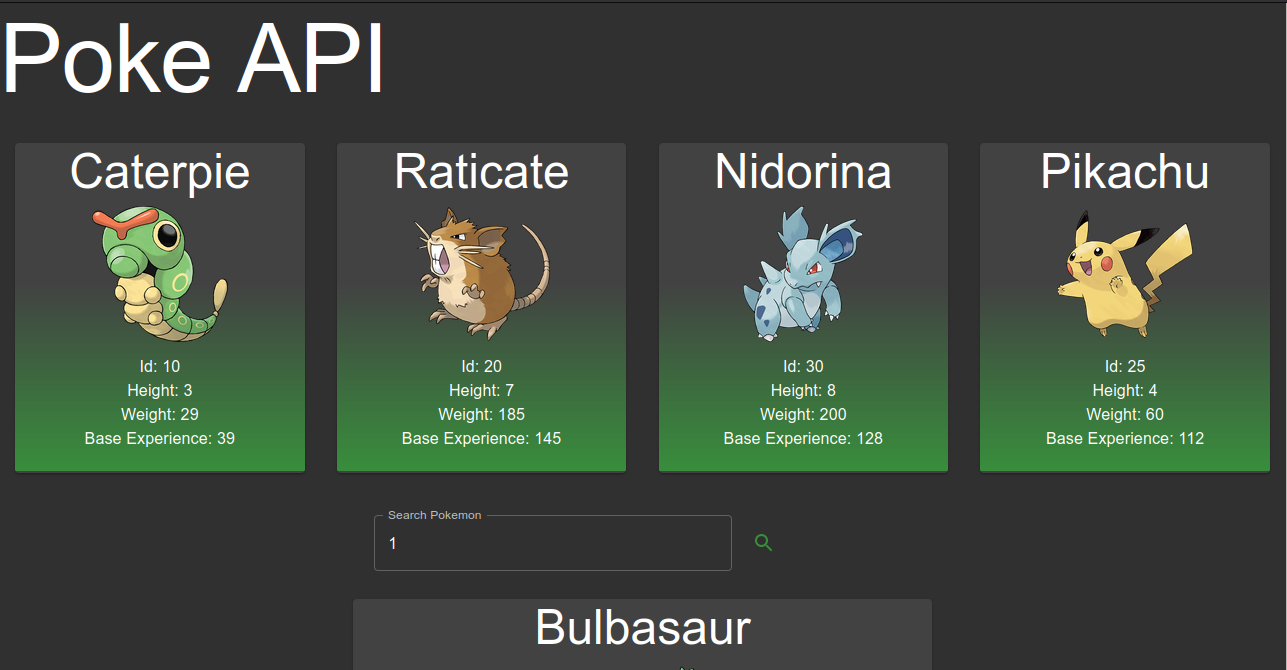 Poke API
Caterpie
Id: 10
Height: 3
Weight: 29
Base Experience: 39
Raticate
Id: 20
Height: 7
Weight: 185
Base Experience: 145
Nidorina
Id: 30
Height: 8
Weight: 200
Base Experience: 128
Pikachu
Id: 25
Height: 4
Weight: 60
Base Experience: 112
Search Pokemon
1
Bulbasaur